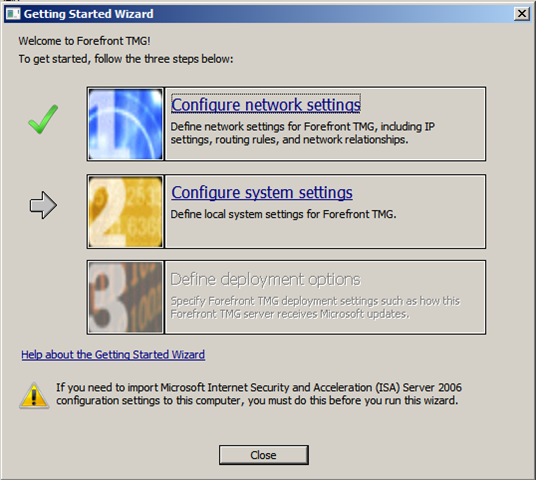 Getting Started Wizard
Welcome to Forefront TMG!
To get started, follow the three steps below:
1
Configure network settings
Define network settings for Forefront TMG, including IP
settings, routing rules, and network relationships.
2
Configure system settings
Define local system settings for Forefront TMG.
3
Define deployment options
Specify Forefront TMG deployment settings such as how this
Forefront TMG server receives Microsoft updates.
Help about the Getting Started Wizard
If you need to import Microsoft Internet Security and Acceleration (ISA) Server 2006
configuration settings to this computer, you must do this before you run this wizard.
Close